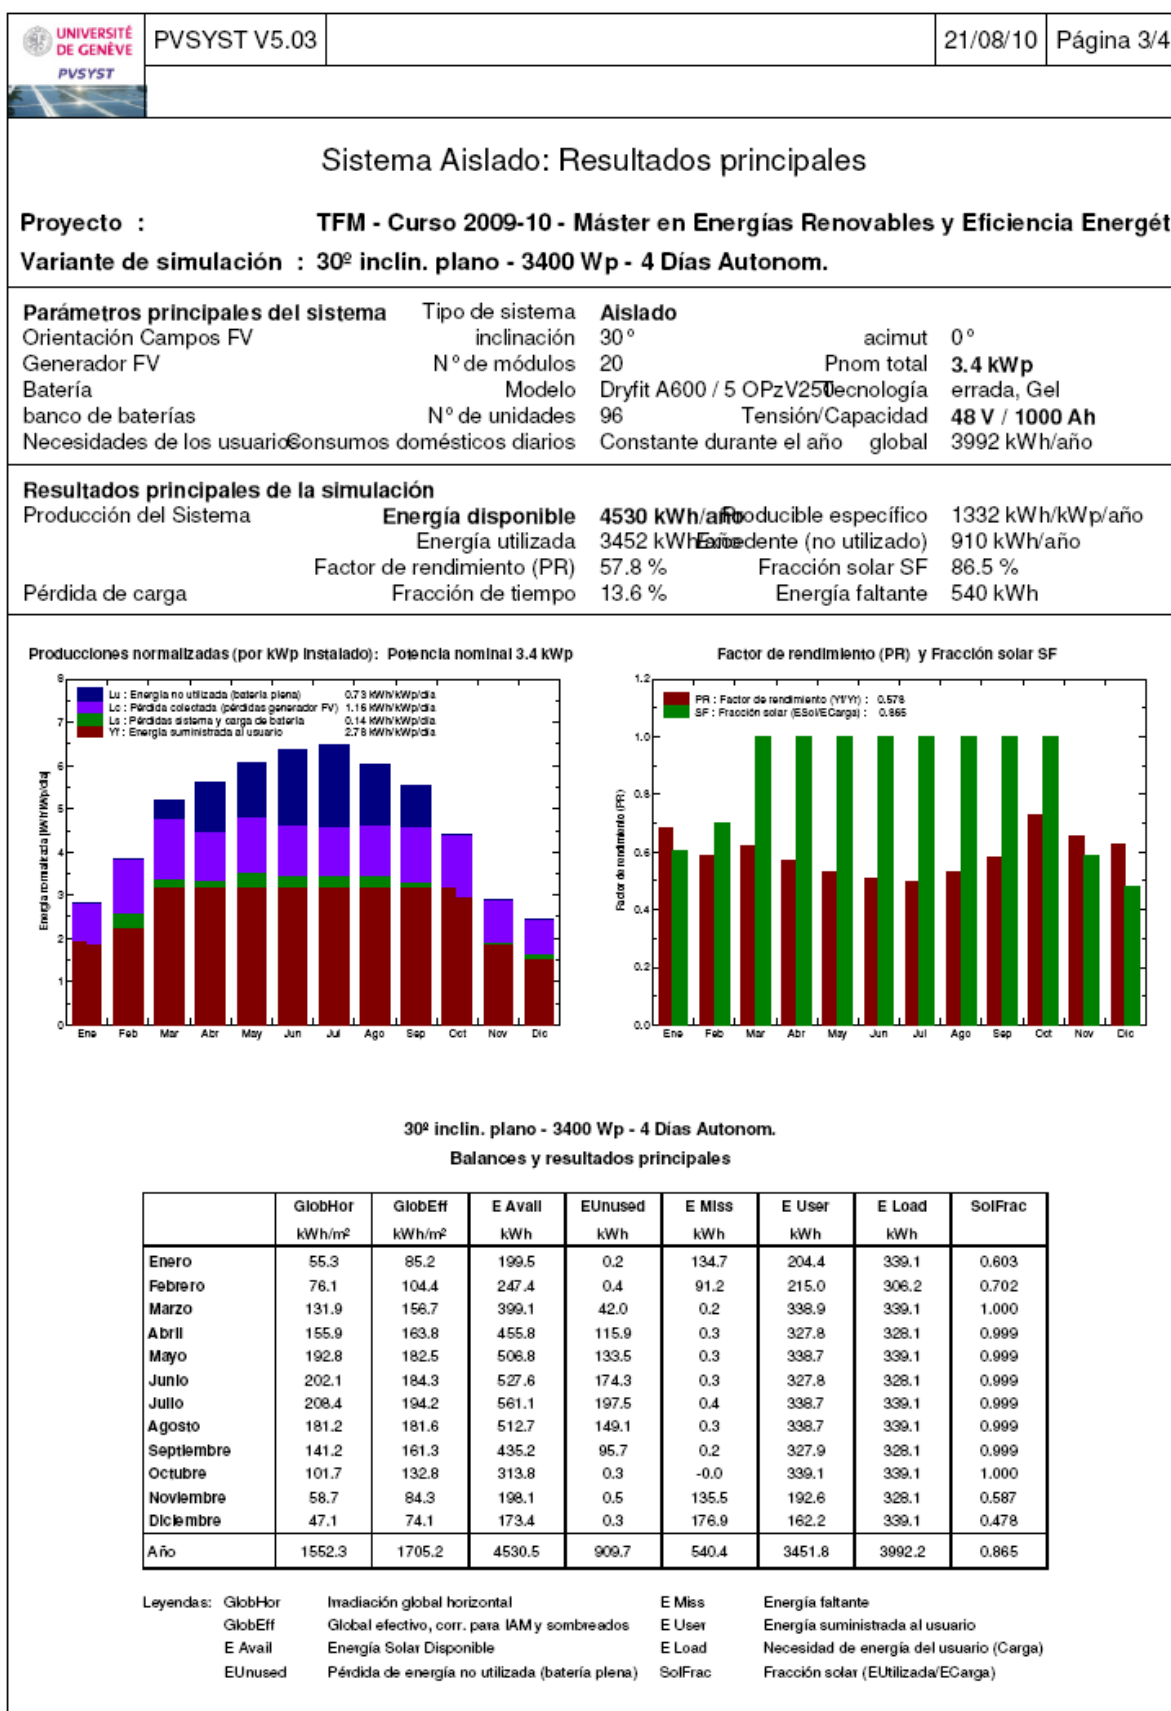 UNIVERSITÉ
DE GENÈVE
PVSYST
PVSYST V5.03
21/08/10
Página 3/4
Sistema Aislado: Resultados principales
Proyecto : TFM - Curso 2009-10 - Máster en Energías Renovables y Eficiencia Energét
Variante de simulación : 30º inclin. plano - 3400 Wp - 4 Días Autonom.
Parámetros principales del sistema Tipo de sistema Aislado
Orientación Campos FV inclinación 30 º acimut 0 º
Generador FV N º de módulos 20 Pnom total 3.4 kWp
Batería Modelo Dryfit A600 / 5 OPzV250 Tecnología errada, Gel
banco de baterías Nº de unidades 96 Tensión/Capacidad 48 V / 1000 Ah
Necesidades de los usuarios Consumos domésticos diarios Constante durante el año global 3992 kWh/año
Resultados principales de la simulación
Producción del Sistema Energía disponible 4530 kWh/año Producible específico 1332 kWh/kWp/año
Energía utilizada 3452 kWh/año Excedente (no utilizado) 910 kWh/año
Factor de rendimiento (PR) 57.8 % Fracción solar SF 86.5 %
Pérdida de carga Fracción de tiempo 13.6 % Energía faltante 540 kWh
Producciones normalizadas (por kWp instalado): Potencia nominal 3.4 kWp
Lu : Energía no utilizada (batería plena) 0.73 kWh/kWp/día
Lc : Pérdida colectada (pérdidas generador FV) 1.16 kWh/kWp/día
Ls : Pérdidas sistema y carga de batería 0.14 kWh/kWp/día
Yf : Energía suministrada al usuario 2.78 kWh/kWp/día
Energía normalizada [kWh/kWp/día]
8
7
6
5
4
3
2
1
0
Ene Feb Mar Abr May Jun Jul Ago Sep Oct Nov Dic
Factor de rendimiento (PR) y Fracción solar SF
PR : Factor de rendimiento (Yf/Yr) : 0.578
SF : Fracción solar (ESol/ECarga) : 0.865
Factor de rendimiento (PR)
1.2
1.0
0.8
0.6
0.4
0.2
0.0
Ene Feb Mar Abr May Jun Jul Ago Sep Oct Nov Dic
30º inclin. plano - 3400 Wp - 4 Días Autonom.
Balances y resultados principales
GlobHor GlobEff E Avail EUnused E Miss E User E Load SolFrac
kWh/m² kWh/m² kWh kWh kWh kWh kWh
Enero 55.3 85.2 199.5 0.2 134.7 204.4 339.1 0.603
Febrero 76.1 104.4 247.4 0.4 91.2 215.0 306.2 0.702
Marzo 131.9 156.7 399.1 42.0 0.2 338.9 339.1 1.000
Abril 155.9 163.8 455.8 115.9 0.3 327.8 328.1 0.999
Mayo 192.8 182.5 506.8 133.5 0.3 338.7 339.1 0.999
Junio 202.1 184.3 527.6 174.3 0.3 327.8 328.1 0.999
Julio 208.4 194.2 561.1 197.5 0.4 338.7 339.1 0.999
Agosto 181.2 181.6 512.7 149.1 0.3 338.7 339.1 0.999
Septiembre 141.2 161.3 435.2 95.7 0.2 327.9 328.1 0.999
Octubre 101.7 132.8 313.8 0.3 -0.0 339.1 339.1 1.000
Noviembre 58.7 84.3 198.1 0.5 135.5 192.6 328.1 0.587
Diciembre 47.1 74.1 173.4 0.3 176.9 162.2 339.1 0.478
Año 1552.3 1705.2 4530.5 909.7 540.4 3451.8 3992.2 0.865
Leyendas: GlobHor Irradiación global horizontal E Miss Energía faltante
GlobEff Global efectivo, corr. para IAM y sombreados E User Energía suministrada al usuario
E Avail Energía Solar Disponible E Load Necesidad de energía del usuario (Carga)
EUnused Pérdida de energía no utilizada (batería plena) SolFrac Fracción solar (EUtilizada/ECarga)